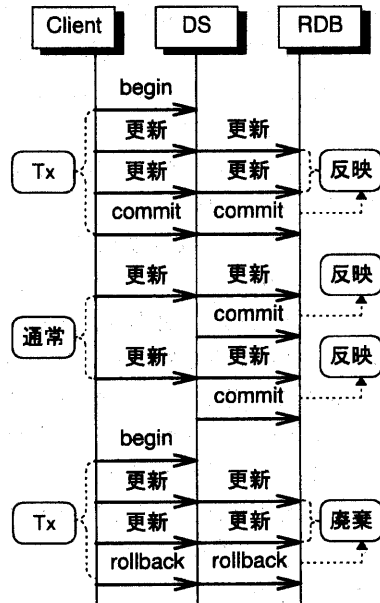 Client DS RDB
begin
更新 更新
Tx 更新 更新 反映
commit commit
更新 更新 反映
commit
通常
更新 更新 反映
commit
begin
更新 更新
Tx 更新 更新 廃棄
rollback rollback